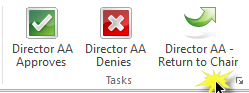 Director AA
Approves
Director AA
Denies
Director AA -
Return to Chair
Tasks